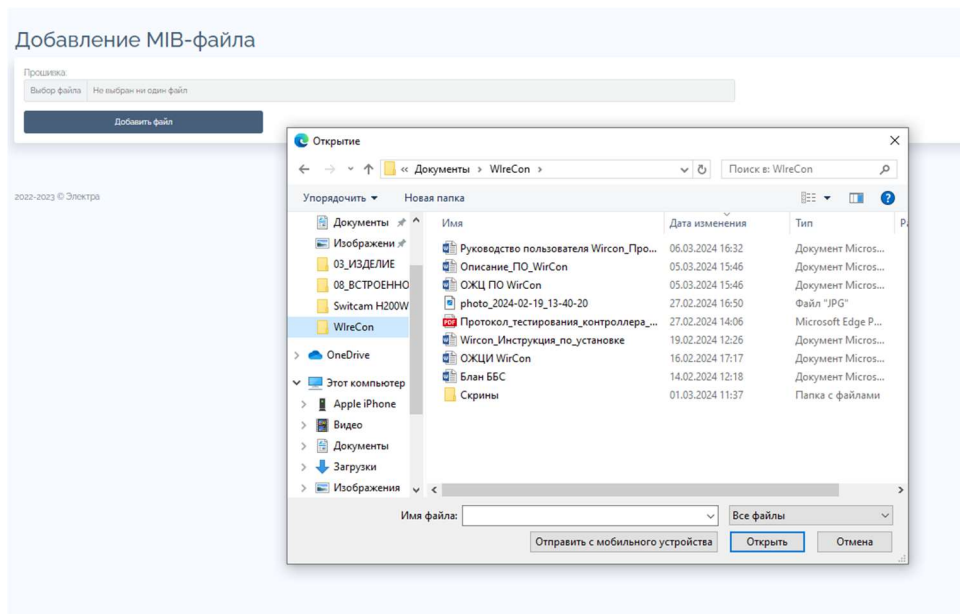 Добавление MIB-файла
Прошивка:
Выбор файла Не выбран ни один файл
Добавить файл
2022-2023 © Электра
Открытие
« Документы › WIreCon ›
Поиск в: WIreCon
Упорядочить Новая папка
Документы
Изображени
03_ИЗДЕЛИЕ
08_ВСТРОЕННО
Switcam H200W
WIreCon
OneDrive
Этот компьютер
Apple iPhone
Видео
Документы
Загрузки
Изображения
Имя Дата изменения Тип Ра
Руководство пользователя Wircon_Про... 06.03.2024 16:32 Документ Micros...
Описание_ПО_WirCon 05.03.2024 15:46 Документ Micros...
ОЖЦ ПО WirCon 05.03.2024 15:46 Документ Micros...
photo_2024-02-19_13-40-20 27.02.2024 16:50 Файл "JPG"
PDF Протокол_тестирования_контроллера_... 27.02.2024 14:06 Microsoft Edge P...
Wircon_Инструкция_по_установке 19.02.2024 12:26 Документ Micros...
ОЖЦИ WirCon 16.02.2024 17:17 Документ Micros...
Блан ББС 14.02.2024 12:18 Документ Micros...
Скрины 01.03.2024 11:37 Папка с файлами
Имя файла: Все файлы
Отправить с мобильного устройства Открыть Отмена